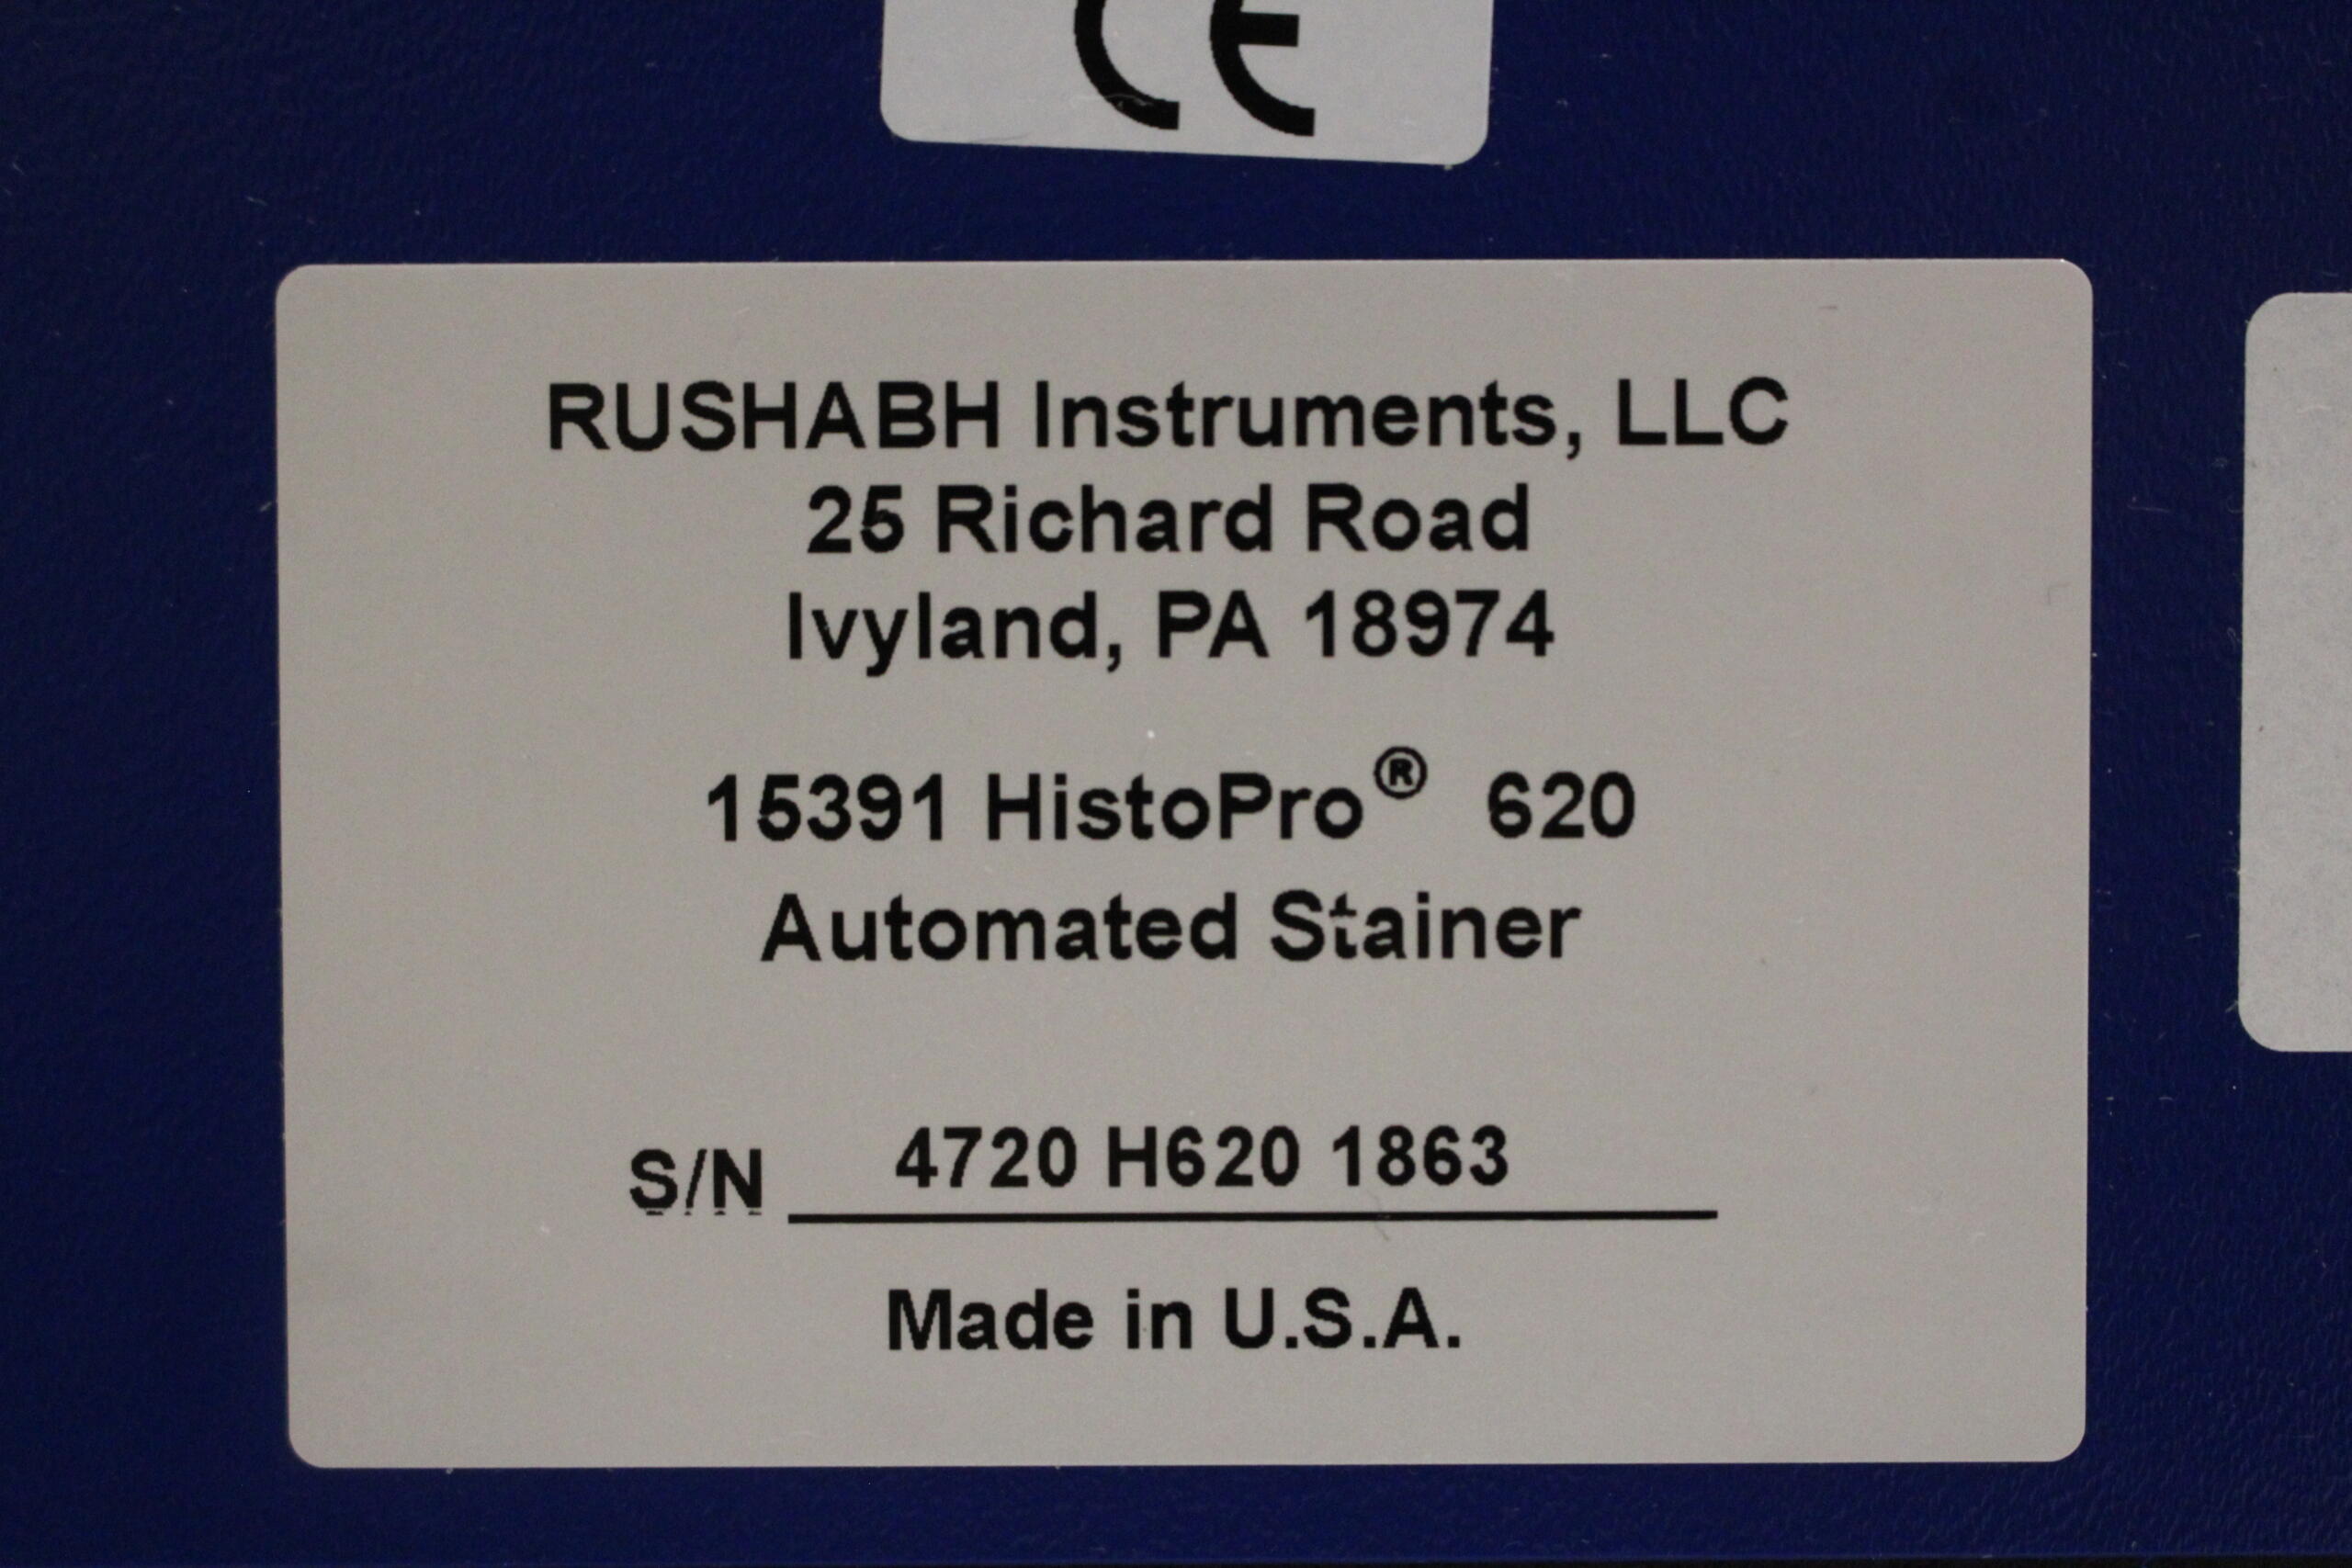 CE
RUSHABH Instruments, LLC
25 Richard Road
Ivyland, PA 18974
15391 HistoPro® 620
Automated Stainer
S/N 4720 H620 1863
Made in U.S.A.